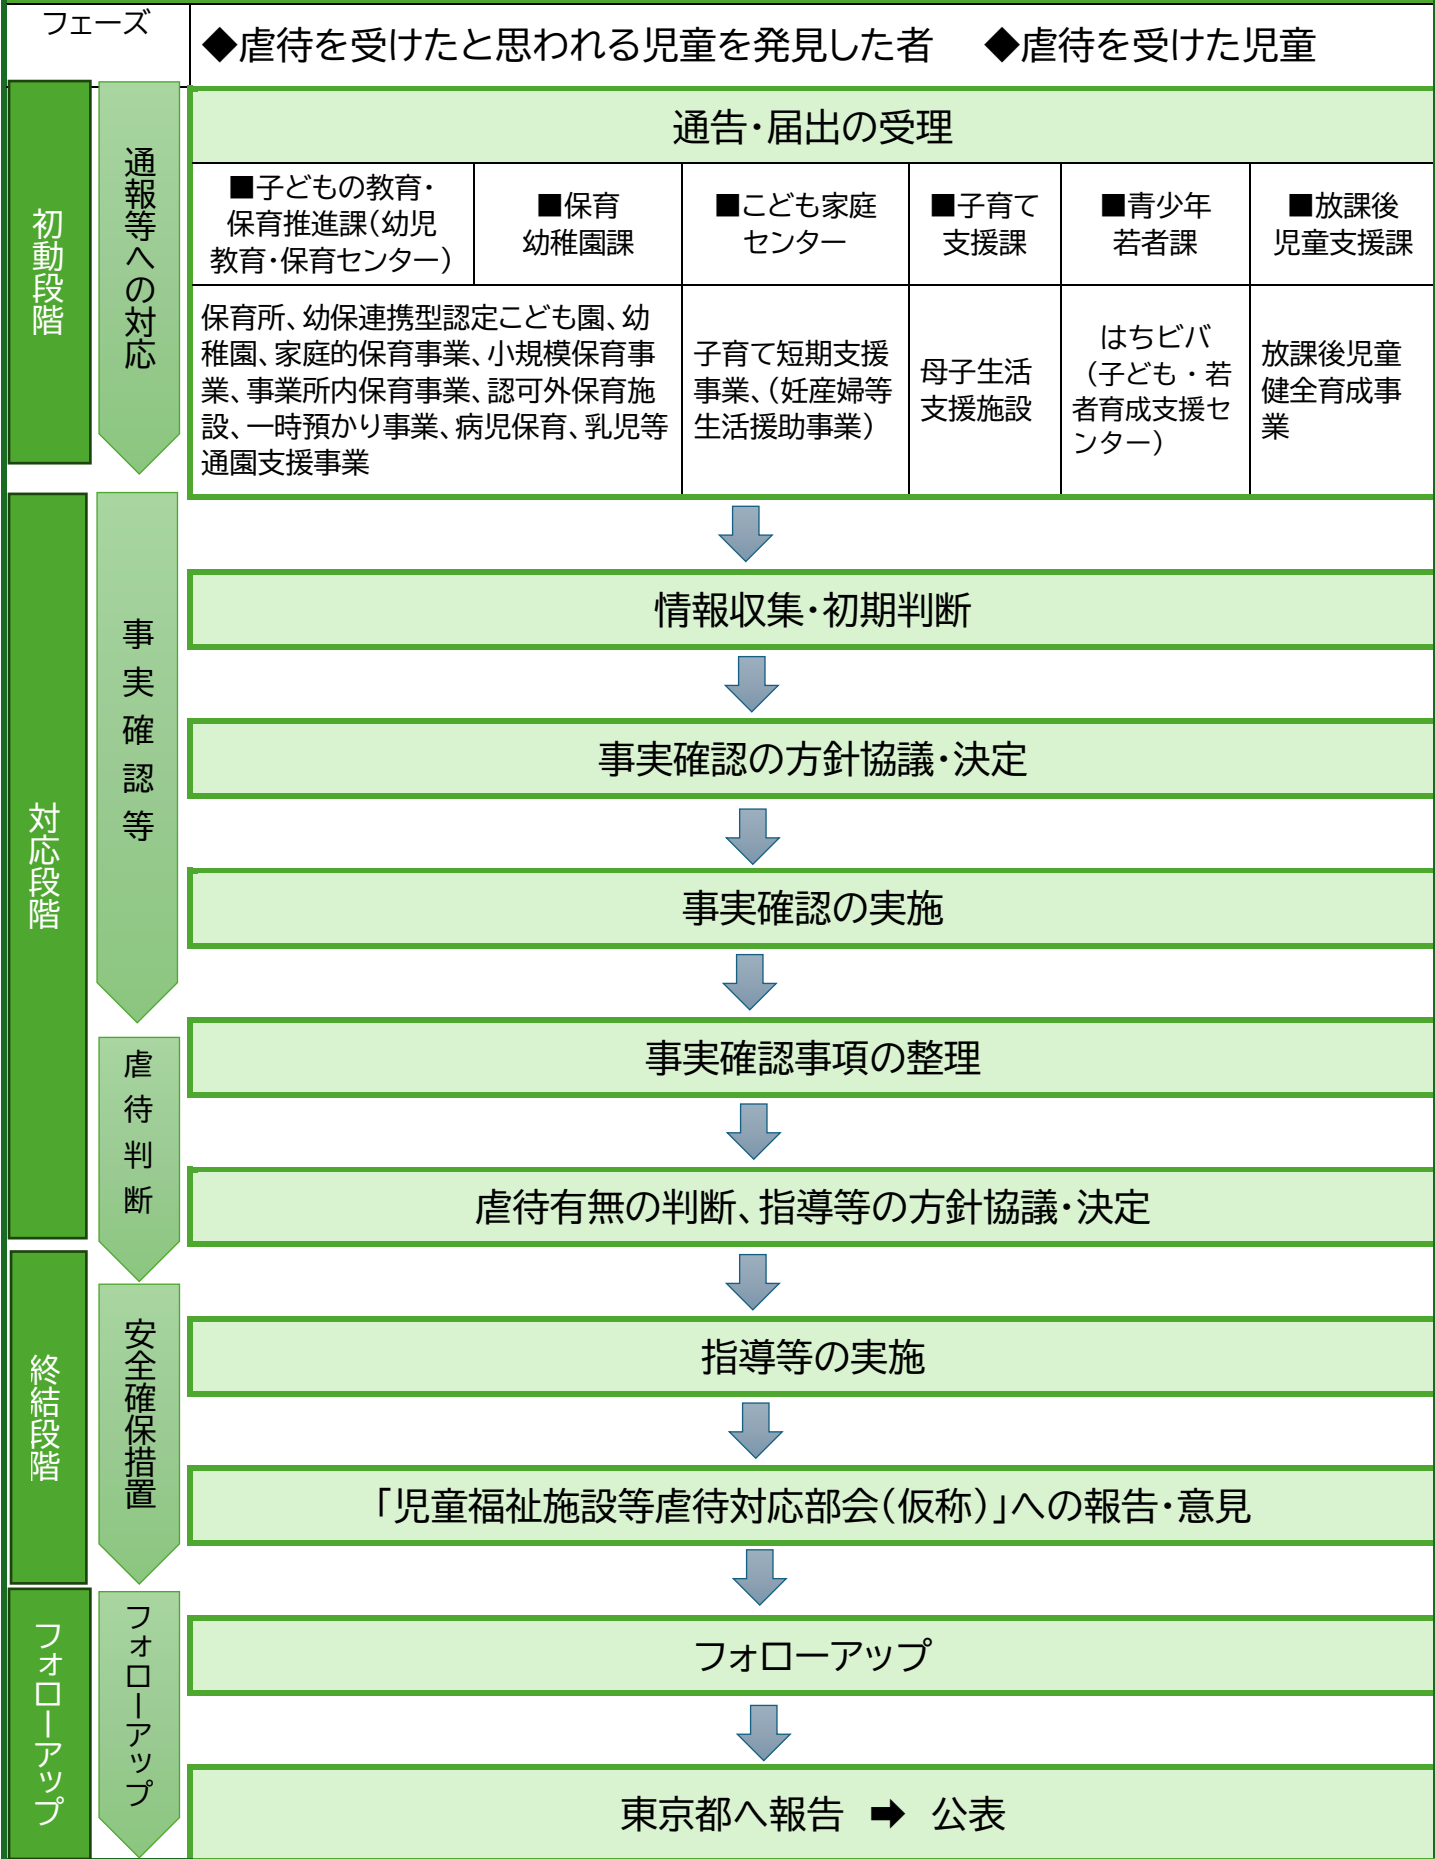 フェーズ
◆虐待を受けたと思われる児童を発見した者　◆虐待を受けた児童
初動段階
通報等への対応
通告・届出の受理
■子どもの教育・
保育推進課(幼児
教育・保育センター)
■保育
幼稚園課
■こども家庭
センター
■子育て
支援課
■青少年
若者課
■放課後
児童支援課
保育所、幼保連携型認定こども園、幼
稚園、家庭的保育事業、小規模保育事
業、事業所内保育事業、認可外保育施
設、一時預かり事業、病児保育、乳児等
通園支援事業
子育て短期支援
事業、(妊産婦等
生活援助事業)
母子生活
支援施設
はちビバ
（子ども・若
者育成支援セ
ンター）
放課後児童
健全育成事
業
対応段階
事実確認等
情報収集・初期判断
事実確認の方針協議・決定
事実確認の実施
虐待判断
事実確認事項の整理
虐待有無の判断、指導等の方針協議・決定
終結段階
安全確保措置
指導等の実施
「児童福祉施設等虐待対応部会(仮称)」への報告・意見
フォローアップ
フォローアップ
フォローアップ
東京都へ報告 ➡ 公表